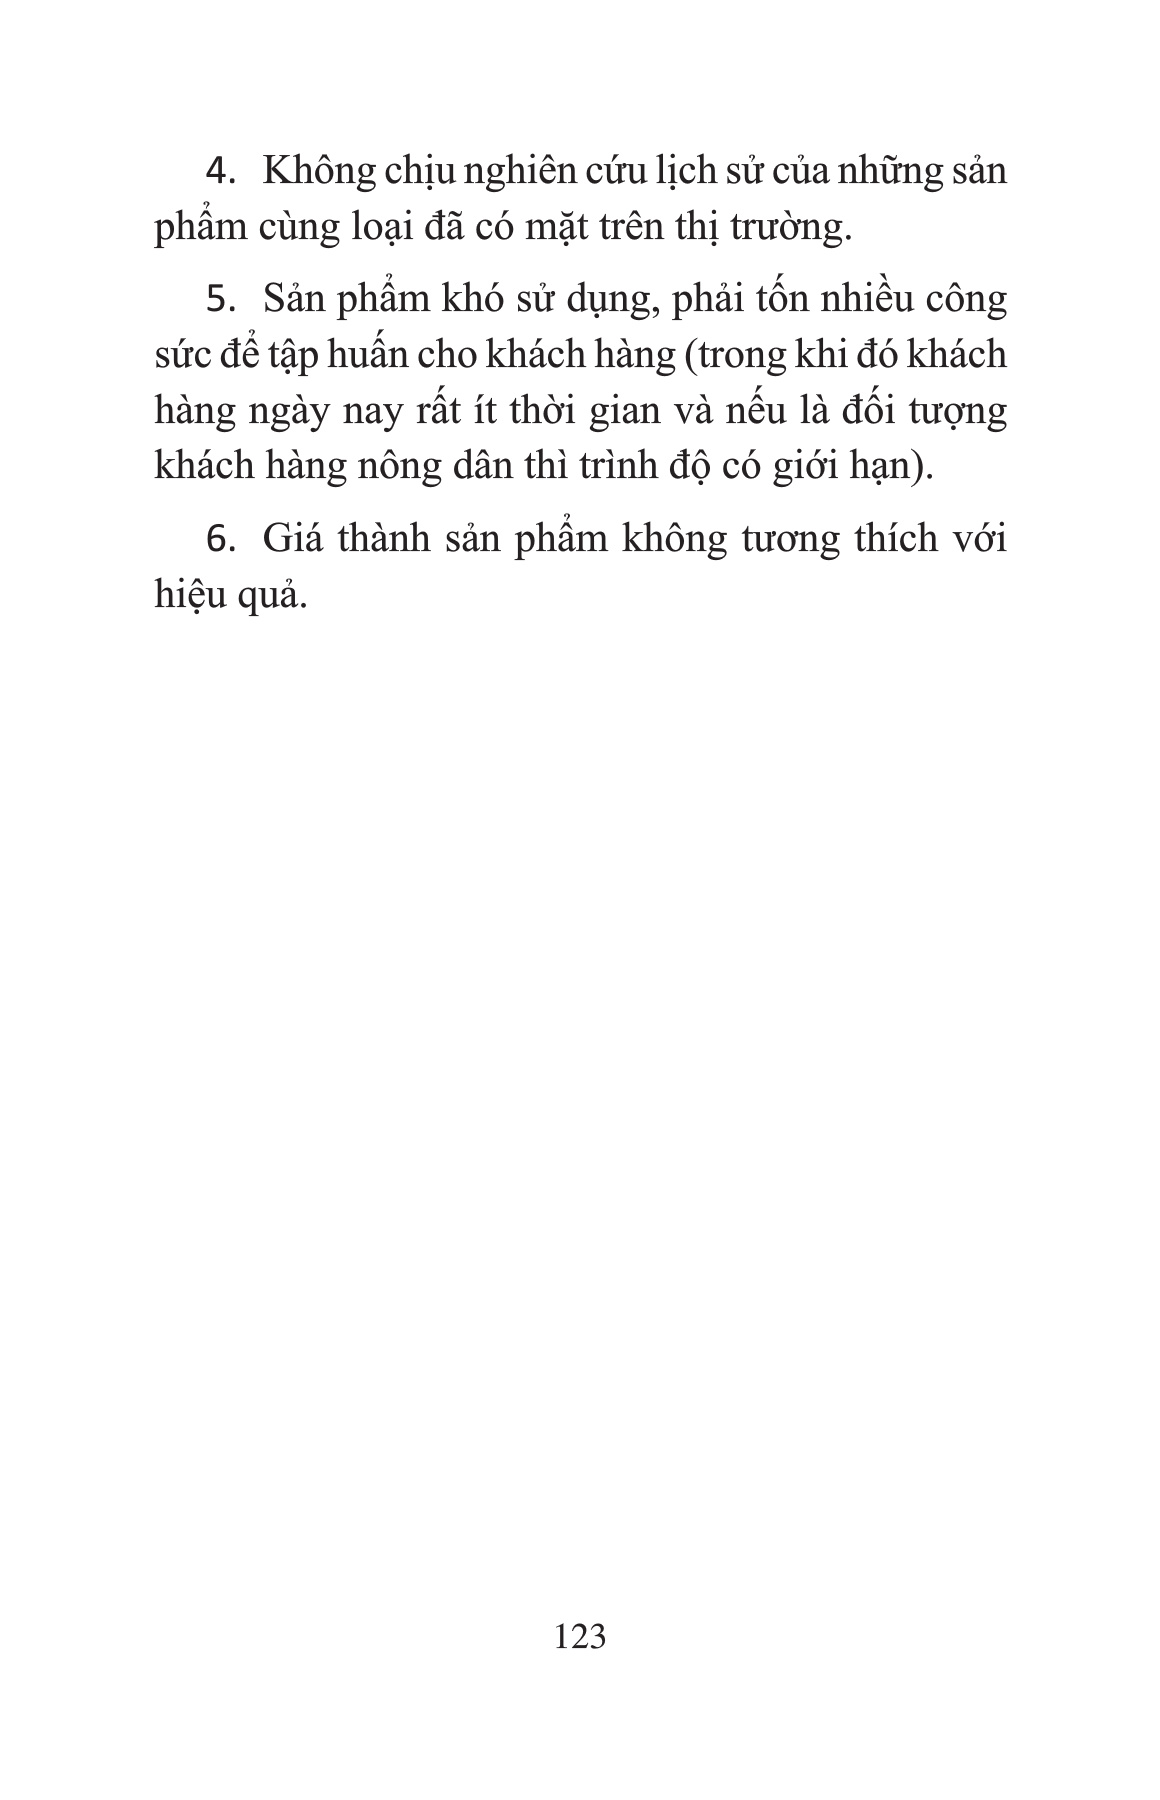 4. Không chịu nghiên cứu lịch sử của những sản
phẩm cùng loại đã có mặt trên thị trường.
5. Sản phẩm khó sử dụng, phải tốn nhiều công
sức để tập huấn cho khách hàng (trong khi đó khách
hàng ngày nay rất ít thời gian và nếu là đối tượng
khách hàng nông dân thì trình độ có giới hạn).
6. Giá thành sản phẩm không tương thích với
hiệu quả.
123